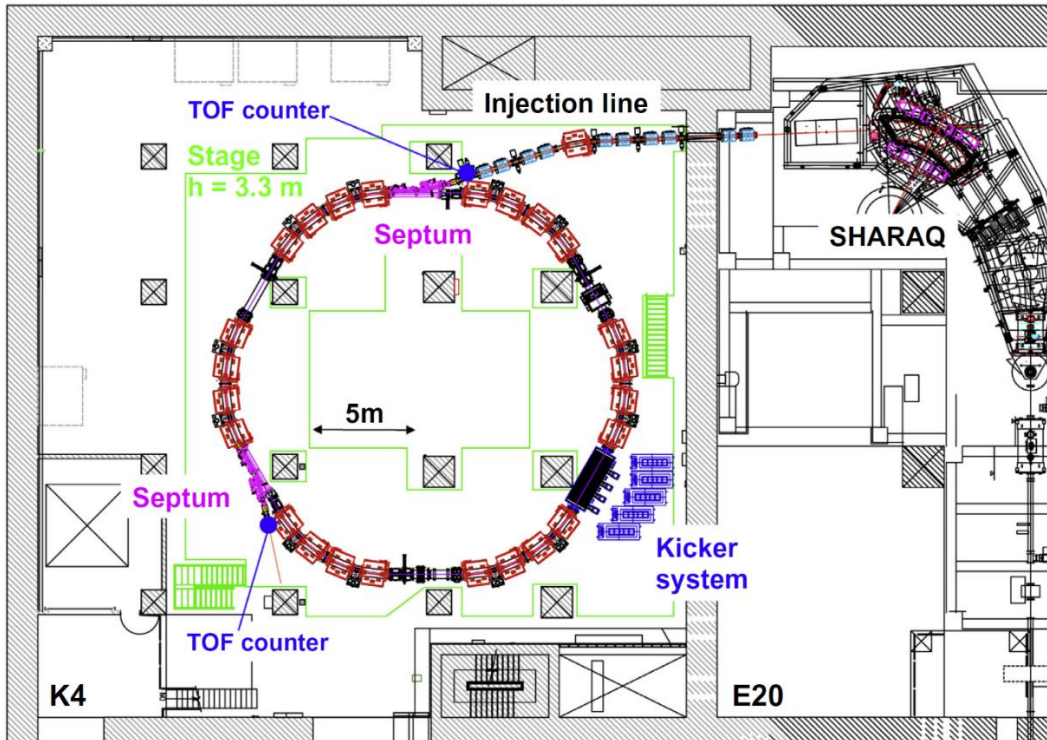 TOF counter
Injection line
Stage
h = 3.3 m
Septum
SHARAQ
5m
Septum
Kicker
system
TOF counter
K4
E20